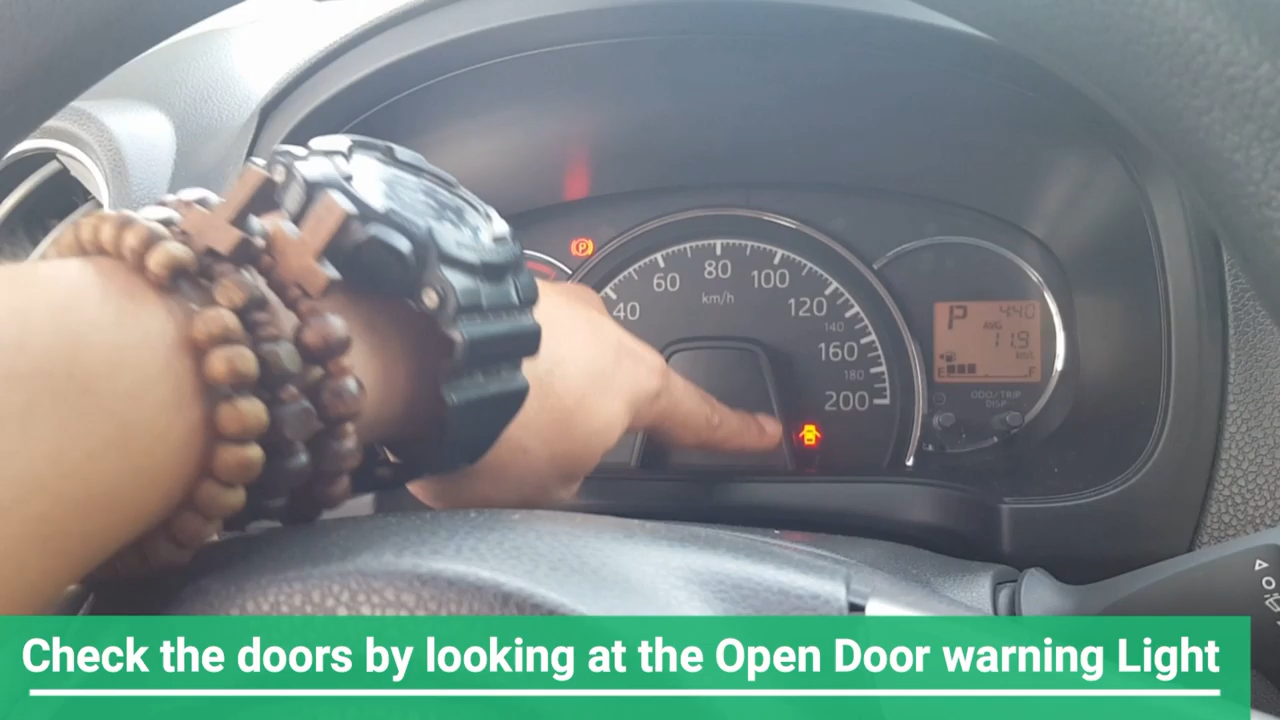 P
40
60
80
100
120
140
160
180
200
km/h
P 440
AVG
11.9
km/L
E F
ODO/TRIP
DISP
Check the doors by looking at the Open Door warning Light